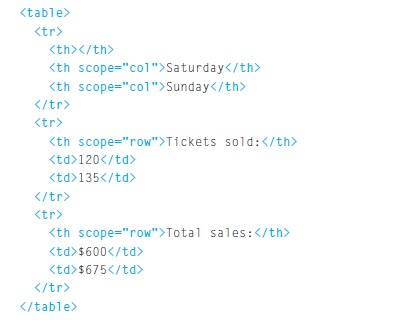 <table>
<tr>
<th></th>
<th scope="col">Saturday</th>
<th scope="col">Sunday</th>
</tr>
<tr>
<th scope="row">Tickets sold:</th>
<td>120</td>
<td>135</td>
</tr>
<tr>
<th scope="row">Total sales:</th>
<td>$600</td>
<td>$675</td>
</tr>
</table>